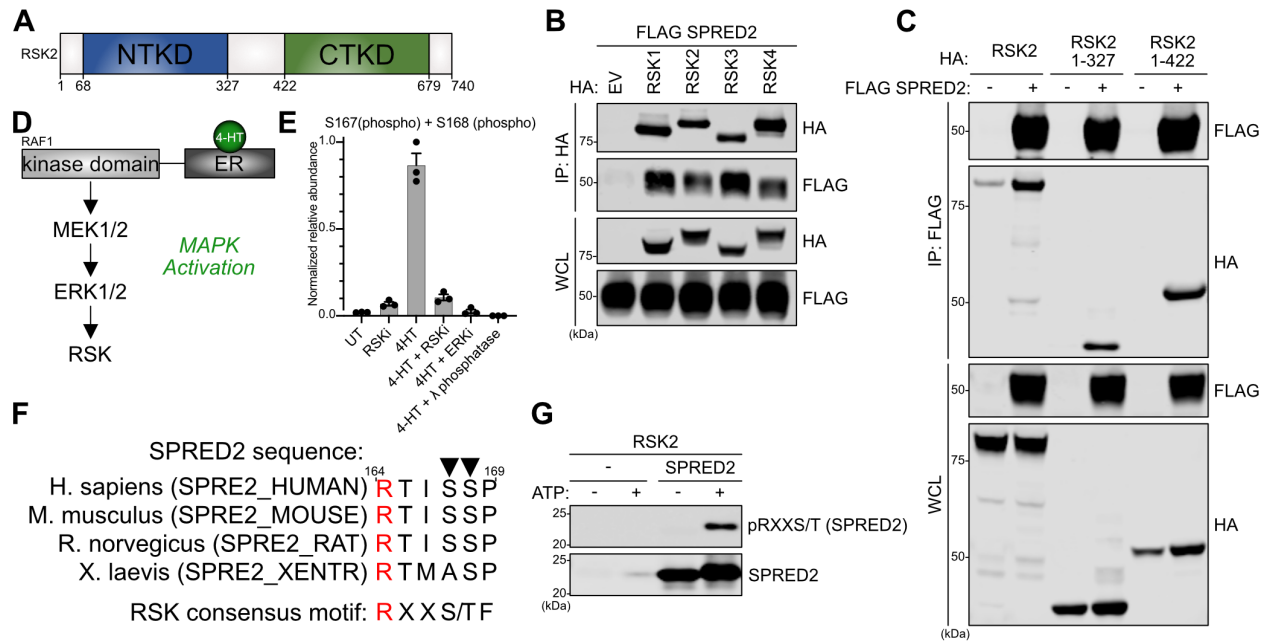 A
RSK2
NTKD
CTKD
1 68 327 422 679 740
B
FLAG SPRED2
HA: EV RSK1 RSK2 RSK3 RSK4
IP: HA
75
HA
50
FLAG
WCL
75
HA
50
FLAG
(kDa)
C
HA: RSK2 RSK2 1-327 RSK2 1-422
FLAG SPRED2: - + - + - +
IP: FLAG
50
FLAG
75
50
HA
WCL
50
FLAG
75
50
HA
(kDa)
D
RAF1
kinase domain
4-HT
ER
MEK1/2
ERK1/2
RSK
MAPK
Activation
E
S167(phospho) + S168 (phospho)
Normalized relative abundance
1.0
0.5
0.0
UT
RSKi
4HT
4-HT + RSKi
4HT + ERKi
4-HT + λ phosphatase
F
SPRED2 sequence:
164 169
H. sapiens (SPRE2_HUMAN) R T I S S P
M. musculus (SPRE2_MOUSE) R T I S S P
R. norvegicus (SPRE2_RAT) R T I S S P
X. laevis (SPRE2_XENTR) R T M A S P
RSK consensus motif: R X X S/T F
G
RSK2
- SPRED2
ATP: - + - +
25
20
pRXXS/T (SPRED2)
25
20
SPRED2
(kDa)